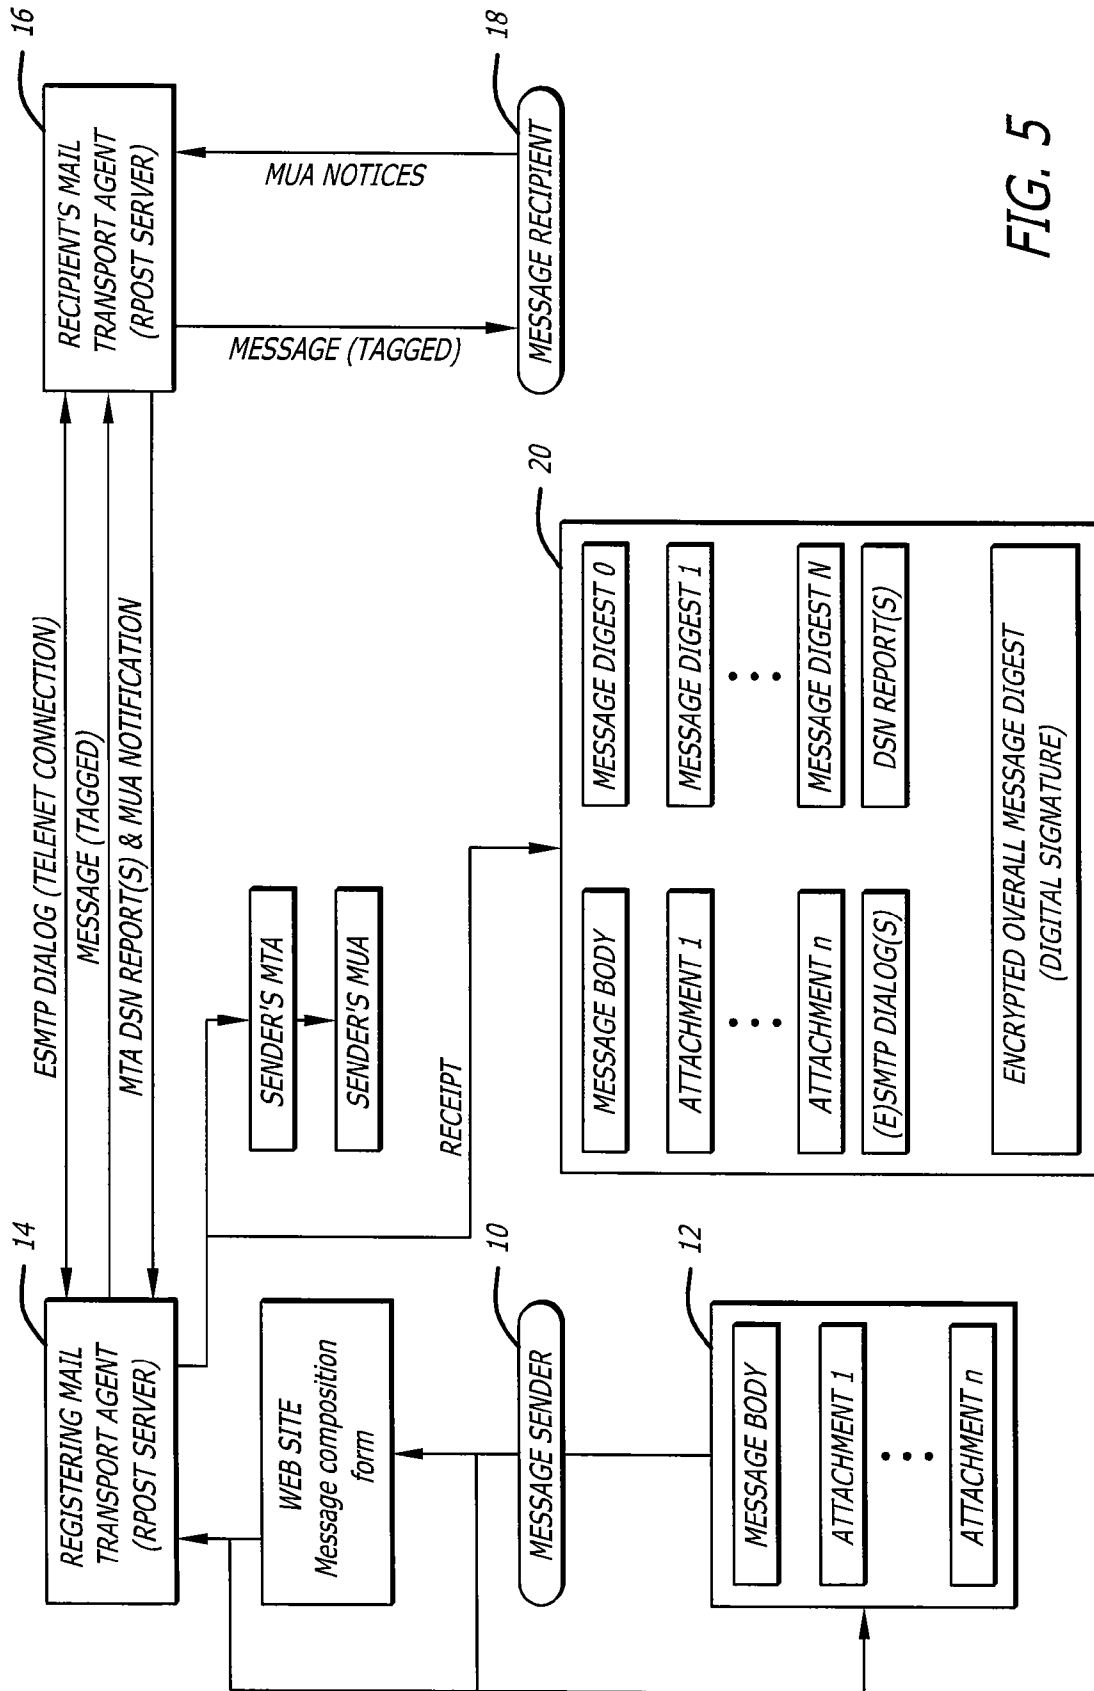 14
REGISTERING MAIL
TRANSPORT AGENT
(RPOST SERVER)
ESMTP DIALOG (TELENET CONNECTION)
MESSAGE (TAGGED)
MTA DSN REPORT(S) & MUA NOTIFICATION
16
RECIPIENT'S MAIL
TRANSPORT AGENT
(RPOST SERVER)
WEB SITE
Message composition
form
SENDER'S MTA
SENDER'S MUA
MESSAGE (TAGGED)
MUA NOTICES
RECEIPT
10
MESSAGE SENDER
18
MESSAGE RECIPIENT
12
MESSAGE BODY
ATTACHMENT 1
• • •
ATTACHMENT n
20
MESSAGE BODY
MESSAGE DIGEST 0
ATTACHMENT 1
MESSAGE DIGEST 1
• • •
• • •
ATTACHMENT n
MESSAGE DIGEST N
(E)SMTP DIALOG(S)
DSN REPORT(S)
ENCRYPTED OVERALL MESSAGE DIGEST
(DIGITAL SIGNATURE)
FIG. 5